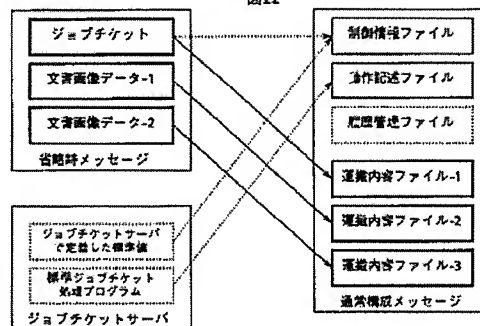 図22
ジョブチケット
文書画像データ-1
文書画像データ-2
省略時メッセージ
ジョブチケットサーバ
で定義した標準値
標準ジョブチケット
処理プログラム
ジョブチケットサーバ
制御情報ファイル
動作記述ファイル
履歴管理ファイル
運搬内容ファイル-1
運搬内容ファイル-2
運搬内容ファイル-3
通常構成メッセージ